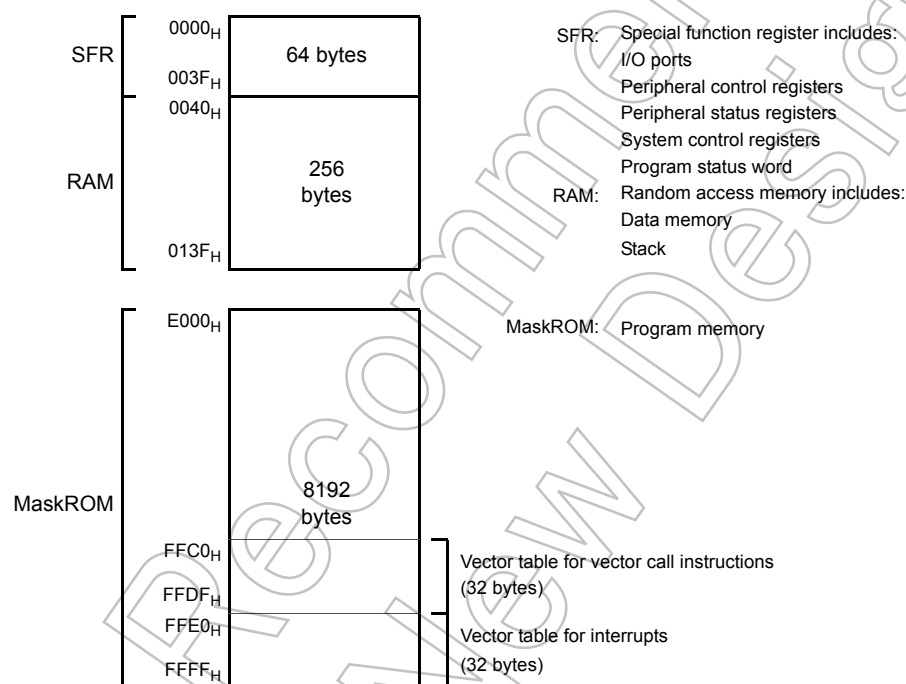 SFR
0000H
003FH
64 bytes
RAM
0040H
013FH
256
bytes
MaskROM
E000H
8192
bytes
FFC0H
FFDFH
FFE0H
FFFFH
Vector table for vector call instructions
(32 bytes)
Vector table for interrupts
(32 bytes)
SFR: Special function register includes:
I/O ports
Peripheral control registers
Peripheral status registers
System control registers
Program status word
RAM: Random access memory includes:
Data memory
Stack
MaskROM: Program memory
Recomme
New Desig